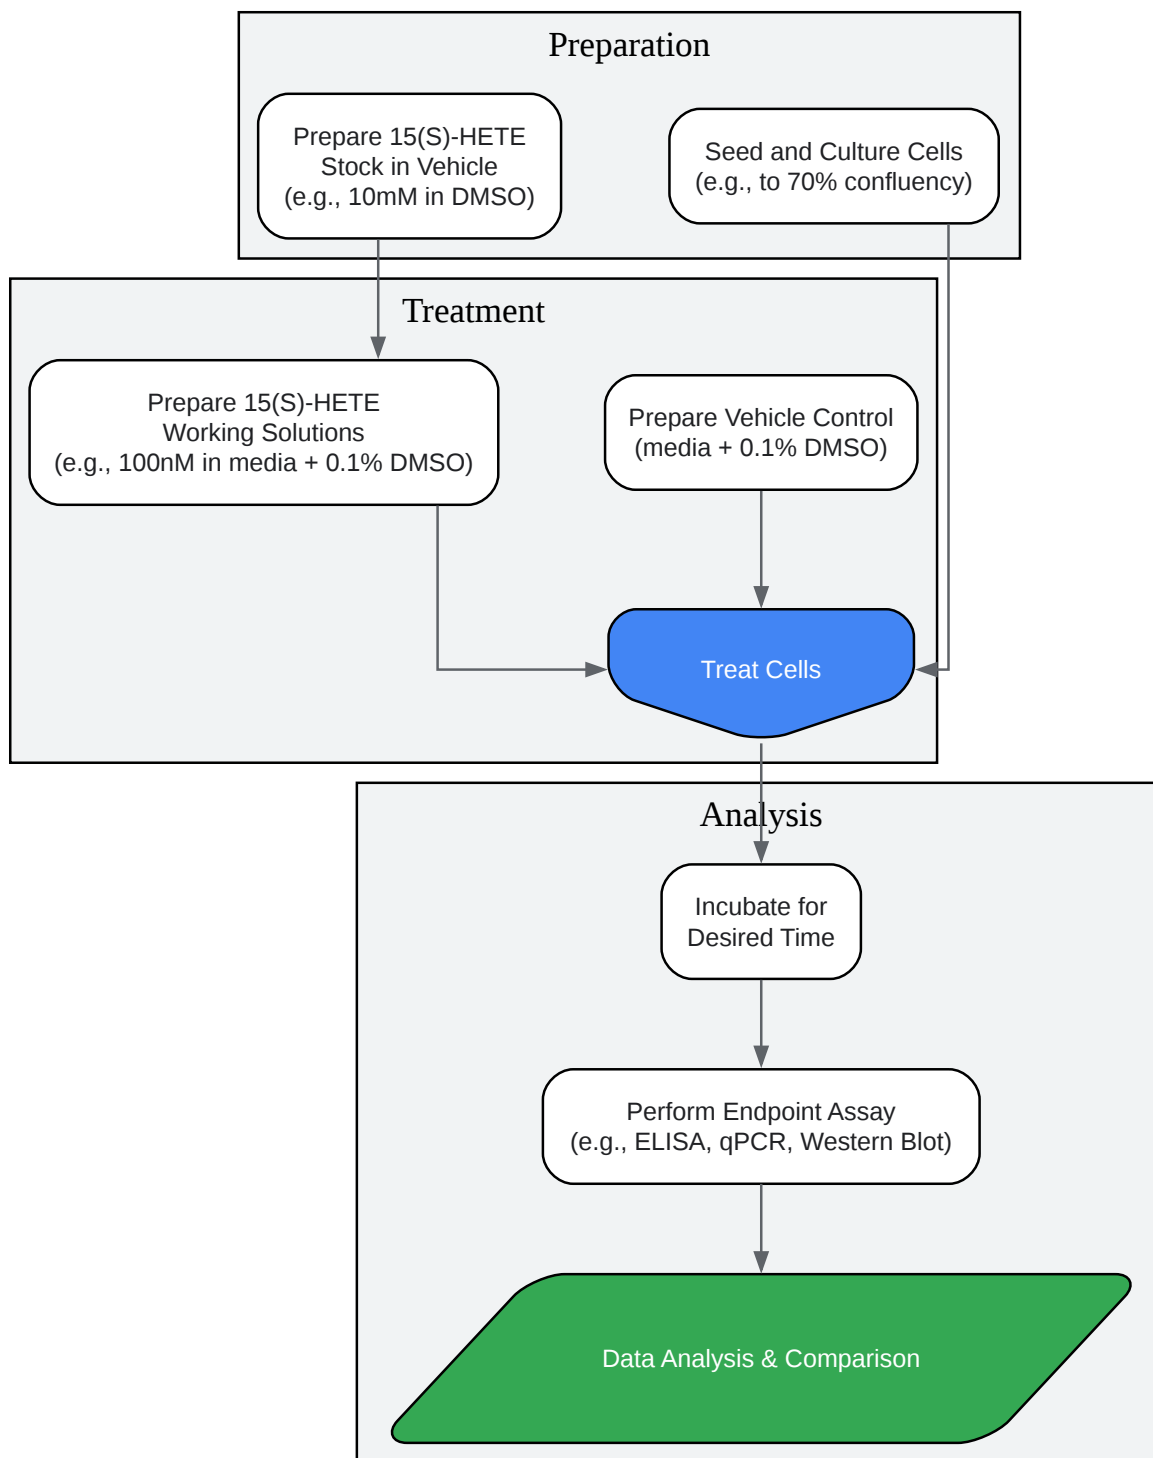 Preparation
Prepare 15(S)-HETE
Stock in Vehicle
(e.g., 10mM in DMSO)
Seed and Culture Cells
(e.g., to 70% confluency)
Treatment
Prepare 15(S)-HETE
Working Solutions
(e.g., 100nM in media + 0.1% DMSO)
Prepare Vehicle Control
(media + 0.1% DMSO)
Treat Cells
Analysis
Incubate for
Desired Time
Perform Endpoint Assay
(e.g., ELISA, qPCR, Western Blot)
Data Analysis & Comparison